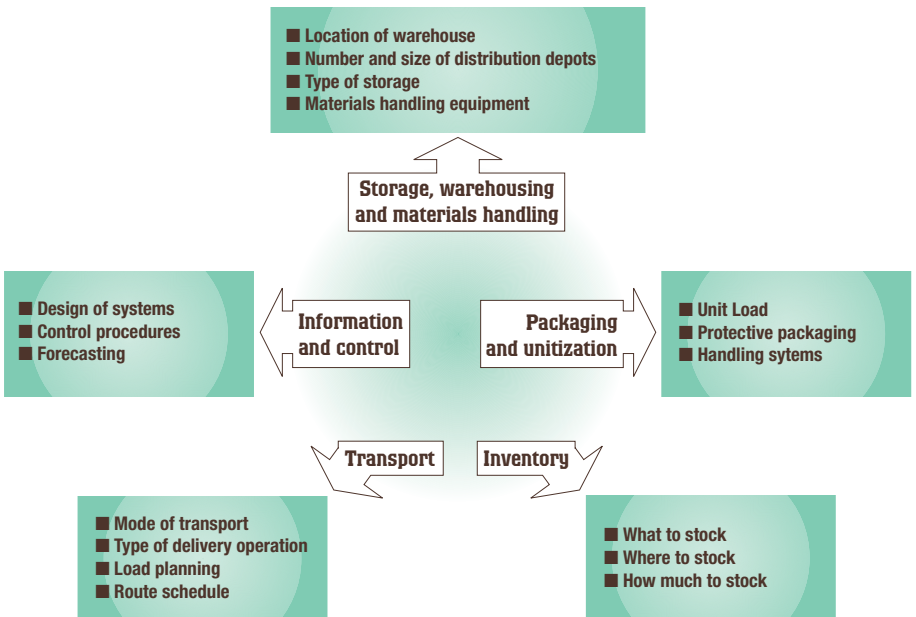 ■ Location of warehouse
■ Number and size of distribution depots
■ Type of storage
■ Materials handling equipment
Storage, warehousing
and materials handling
■ Design of systems
■ Control procedures
■ Forecasting
Information
and control
Packaging
and unitization
■ Unit Load
■ Protective packaging
■ Handling sytems
Transport
Inventory
■ Mode of transport
■ Type of delivery operation
■ Load planning
■ Route schedule
■ What to stock
■ Where to stock
■ How much to stock